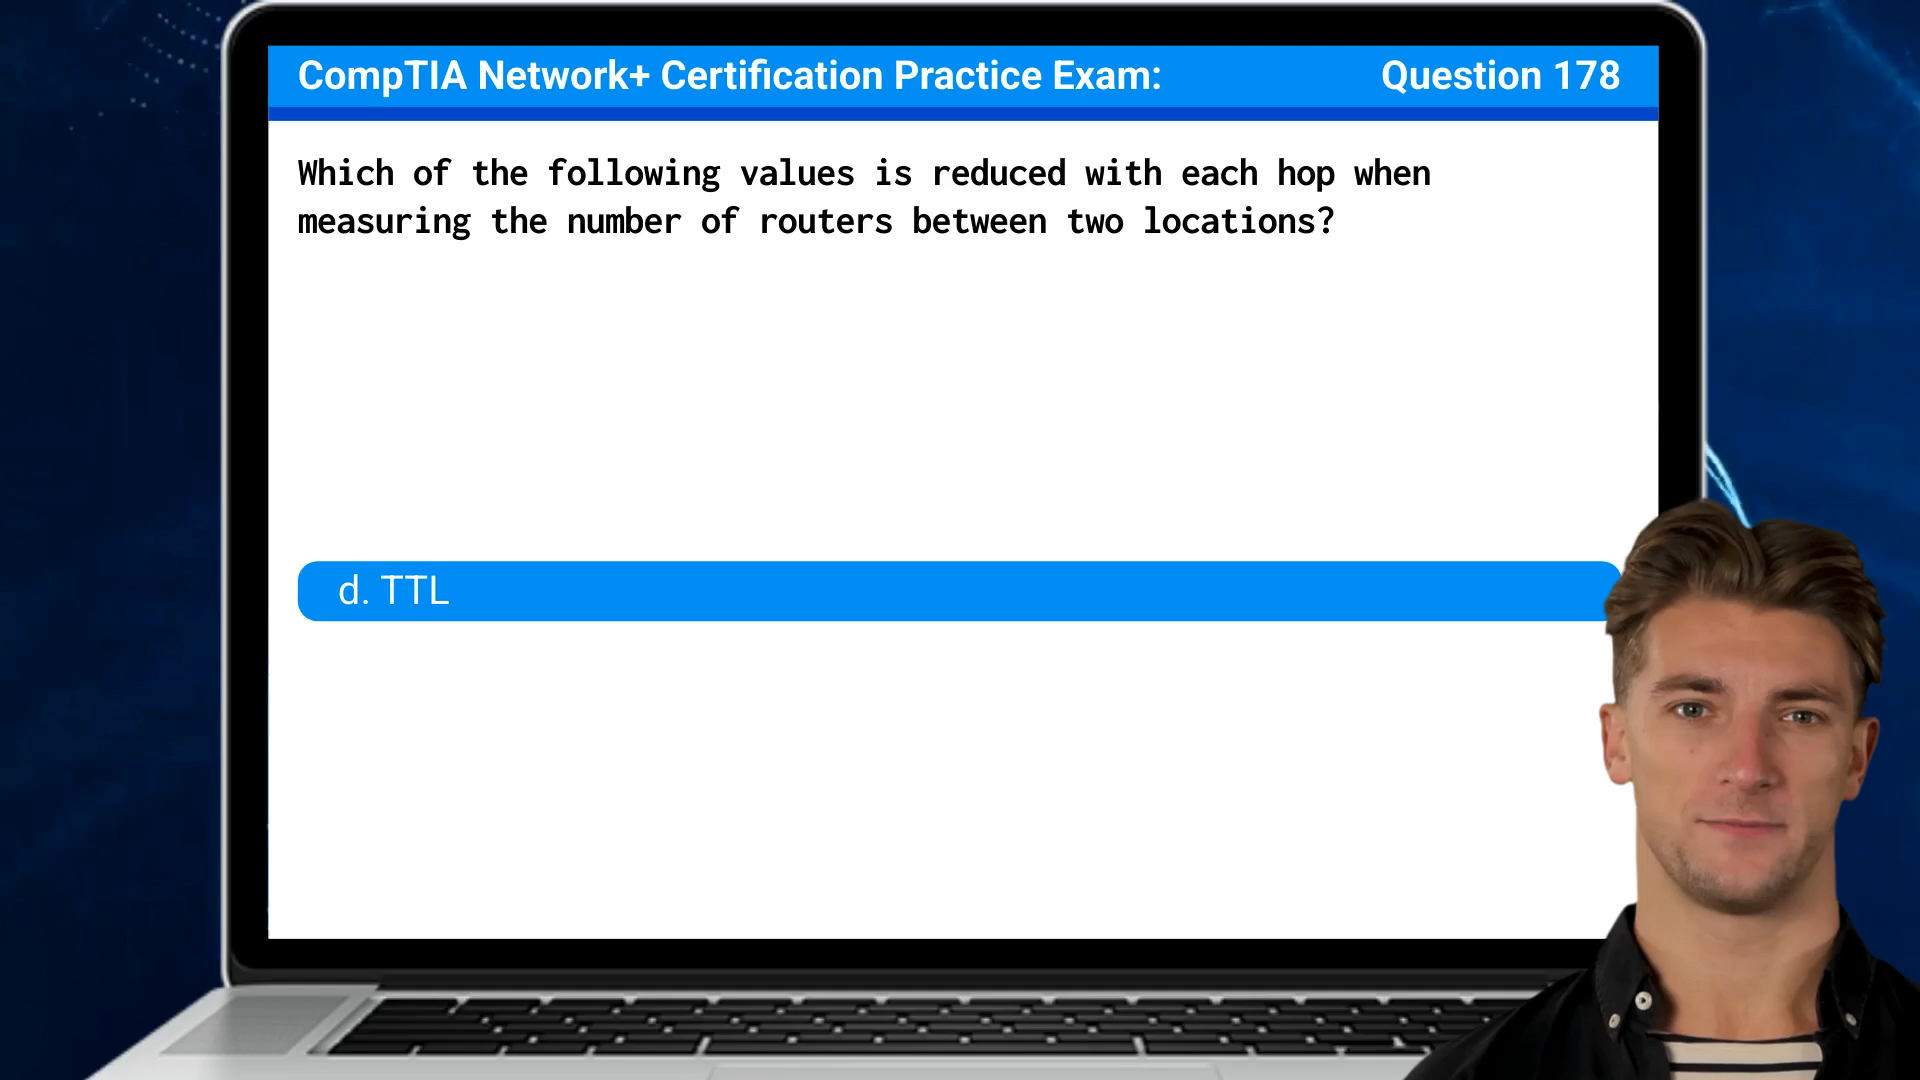 CompTIA Network+ Certification Practice Exam:
Question 178
Which of the following values is reduced with each hop when
measuring the number of routers between two locations?
d. TTL